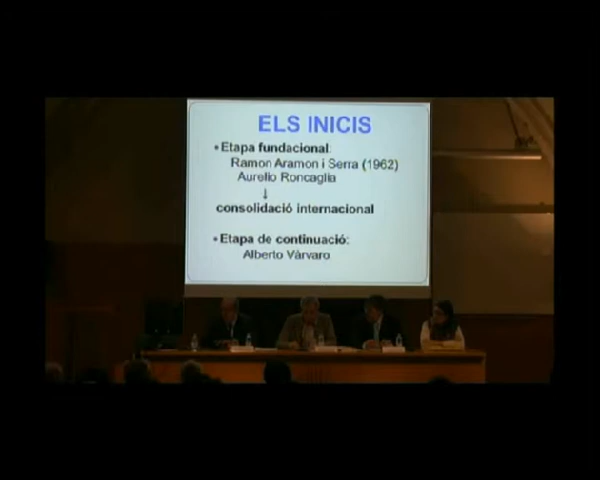 ELS INICIS
• Etapa fundacional:
Ramon Aramon i Serra (1962)
Aurelio Roncaglia
↓
consolidació internacional
• Etapa de continuació:
Alberto Vàrvaro